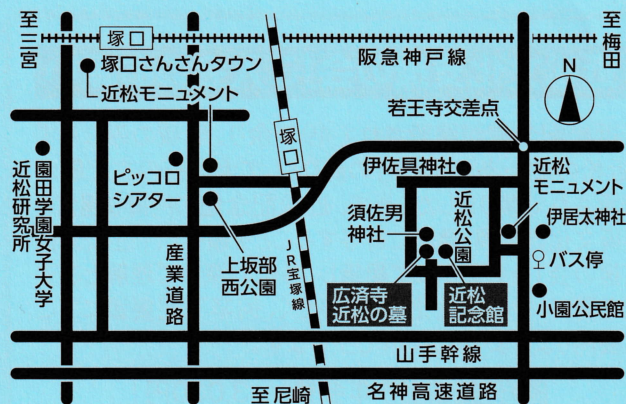 至三宮
塚口
阪急神戸線
至梅田
塚口さんさんタウン
近松モニュメント
N
若王寺交差点
塚口
園田学園女子大学
近松研究所
ピッコロ
シアター
伊佐具神社
近松
モニュメント
須佐男
神社
近松公園
伊居太神社
上坂部
西公園
産業道路
JR宝塚線
バス停
広済寺
近松の墓
近松
記念館
小園公民館
山手幹線
至尼崎
名神高速道路